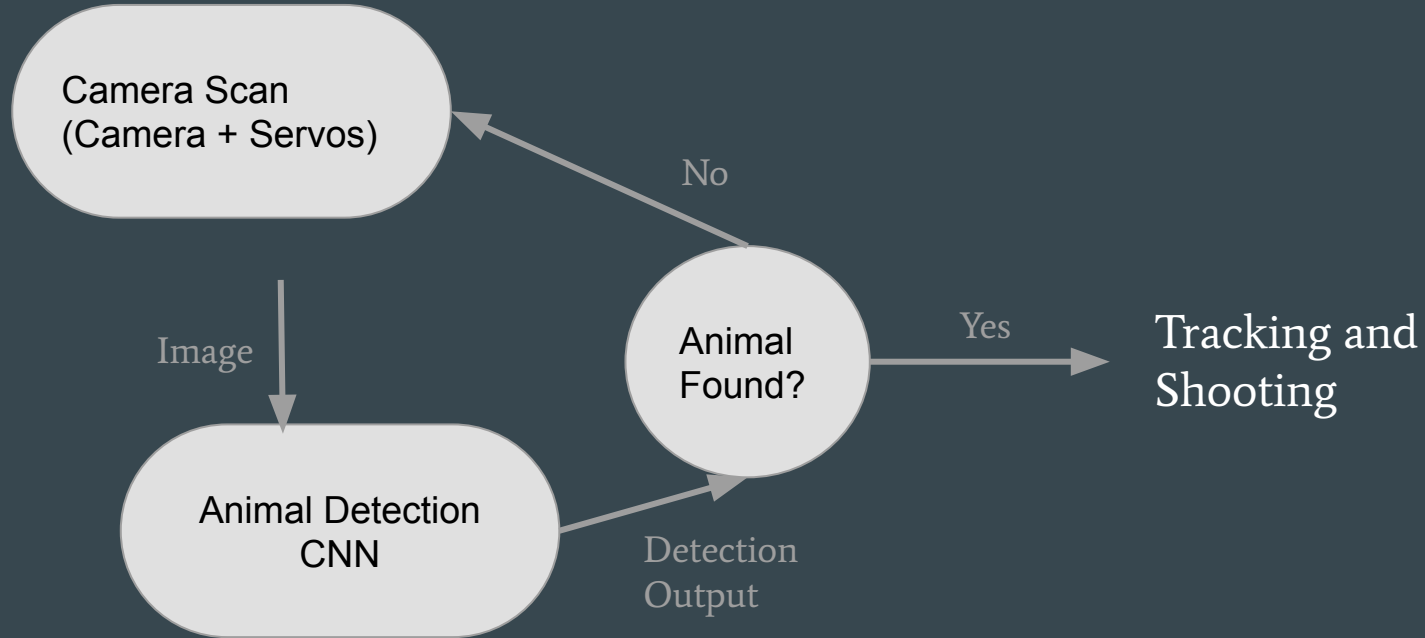 Camera Scan
(Camera + Servos)
No
Image
Animal
Found?
Yes
Tracking and
Shooting
Animal Detection
CNN
Detection
Output